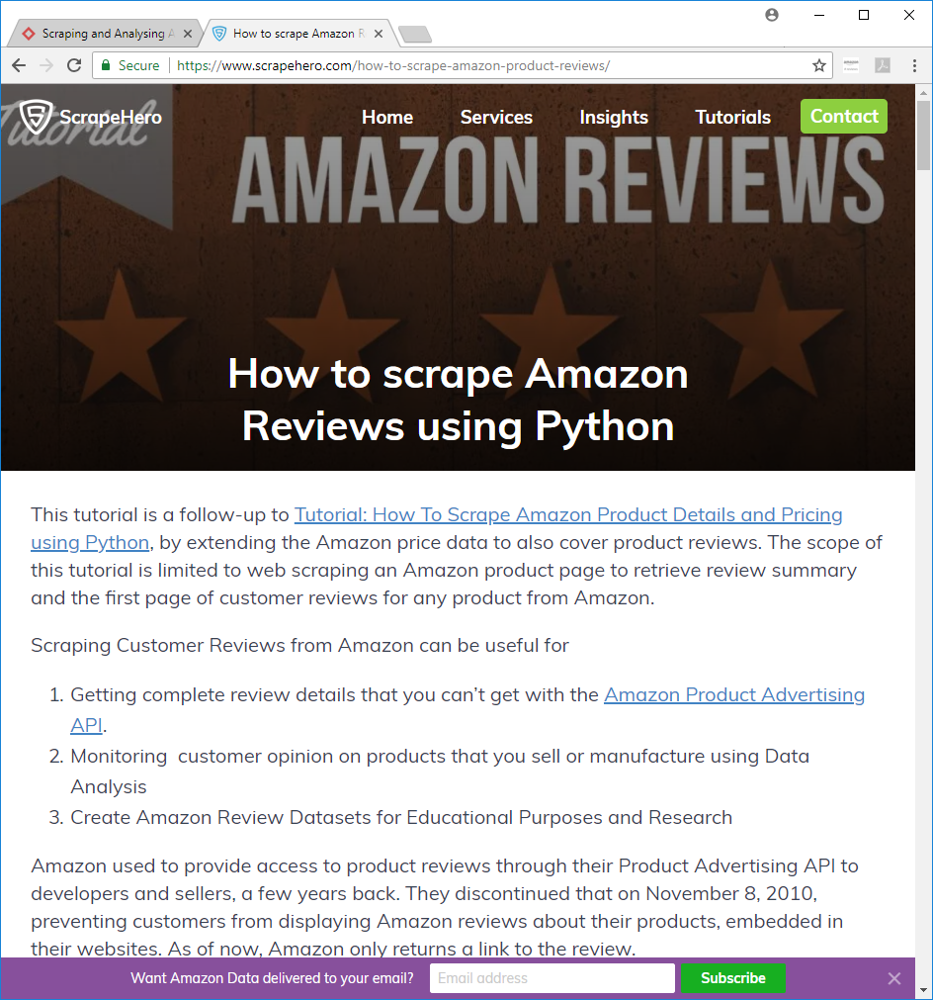 Scraping and Analysing A
How to scrape Amazon R
Secure
https://www.scrapehero.com/how-to-scrape-amazon-product-reviews/
Tutorial
ScrapeHero
Home
Services
Insights
Tutorials
Contact
AMAZON REVIEWS
How to scrape Amazon
Reviews using Python
This tutorial is a follow-up to Tutorial: How To Scrape Amazon Product Details and Pricing
using Python, by extending the Amazon price data to also cover product reviews. The scope of
this tutorial is limited to web scraping an Amazon product page to retrieve review summary
and the first page of customer reviews for any product from Amazon.
Scraping Customer Reviews from Amazon can be useful for
1. Getting complete review details that you can’t get with the Amazon Product Advertising
API.
2. Monitoring  customer opinion on products that you sell or manufacture using Data
Analysis
3. Create Amazon Review Datasets for Educational Purposes and Research
Amazon used to provide access to product reviews through their Product Advertising API to
developers and sellers, a few years back. They discontinued that on November 8, 2010,
preventing customers from displaying Amazon reviews about their products, embedded in
their websites. As of now, Amazon only returns a link to the review.
Want Amazon Data delivered to your email?
Email address
Subscribe